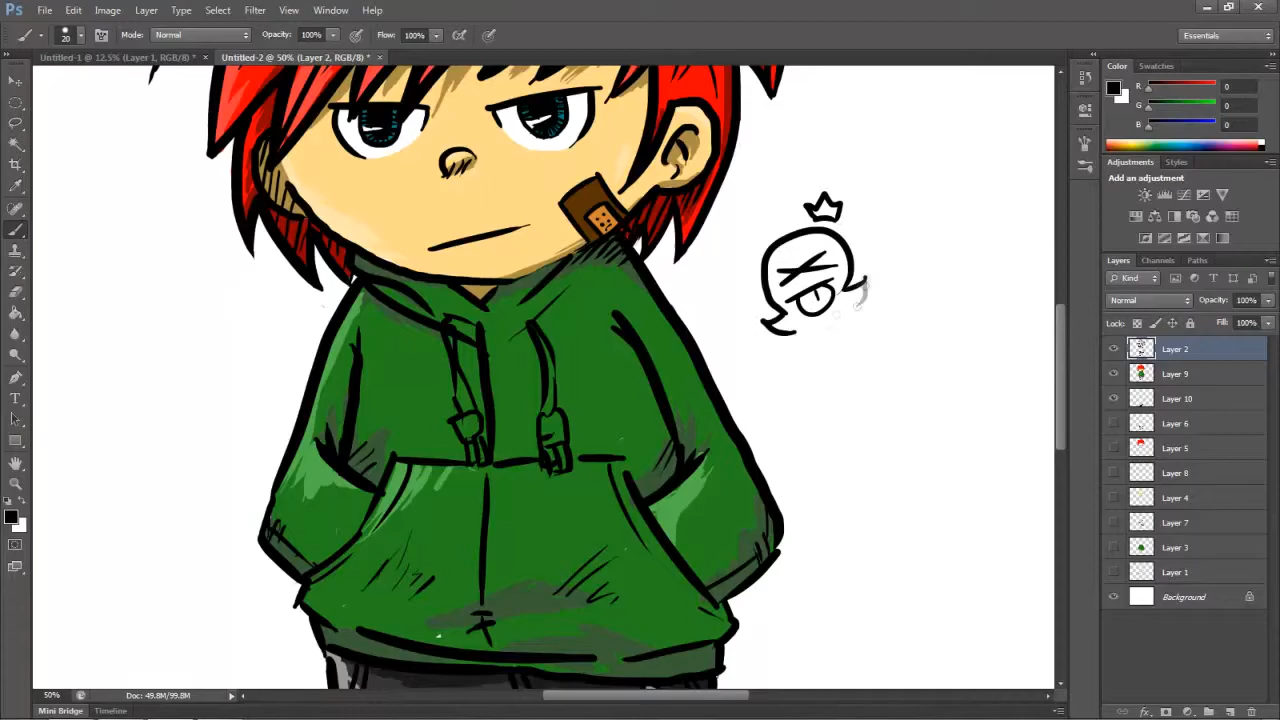 Ps File Edit Image Layer Type Select Filter View Window Help
20 Mode: Normal Opacity: 100% Flow: 100% Essentials
Untitled-1 @ 12.5% (Layer 1, RGB/8) * × Untitled-2 @ 50% (Layer 2, RGB/8) * ×
Color Swatches
R 0
G 0
B 0
Adjustments Styles
Add an adjustment
Layers Channels Paths
Kind
Normal Opacity: 100%
Lock: Fill: 100%
Layer 2
Layer 9
Layer 10
Layer 6
Layer 5
Layer 8
Layer 4
Layer 7
Layer 3
Layer 1
Background
50% Doc: 49.8M/99.8M
Mini Bridge Timeline